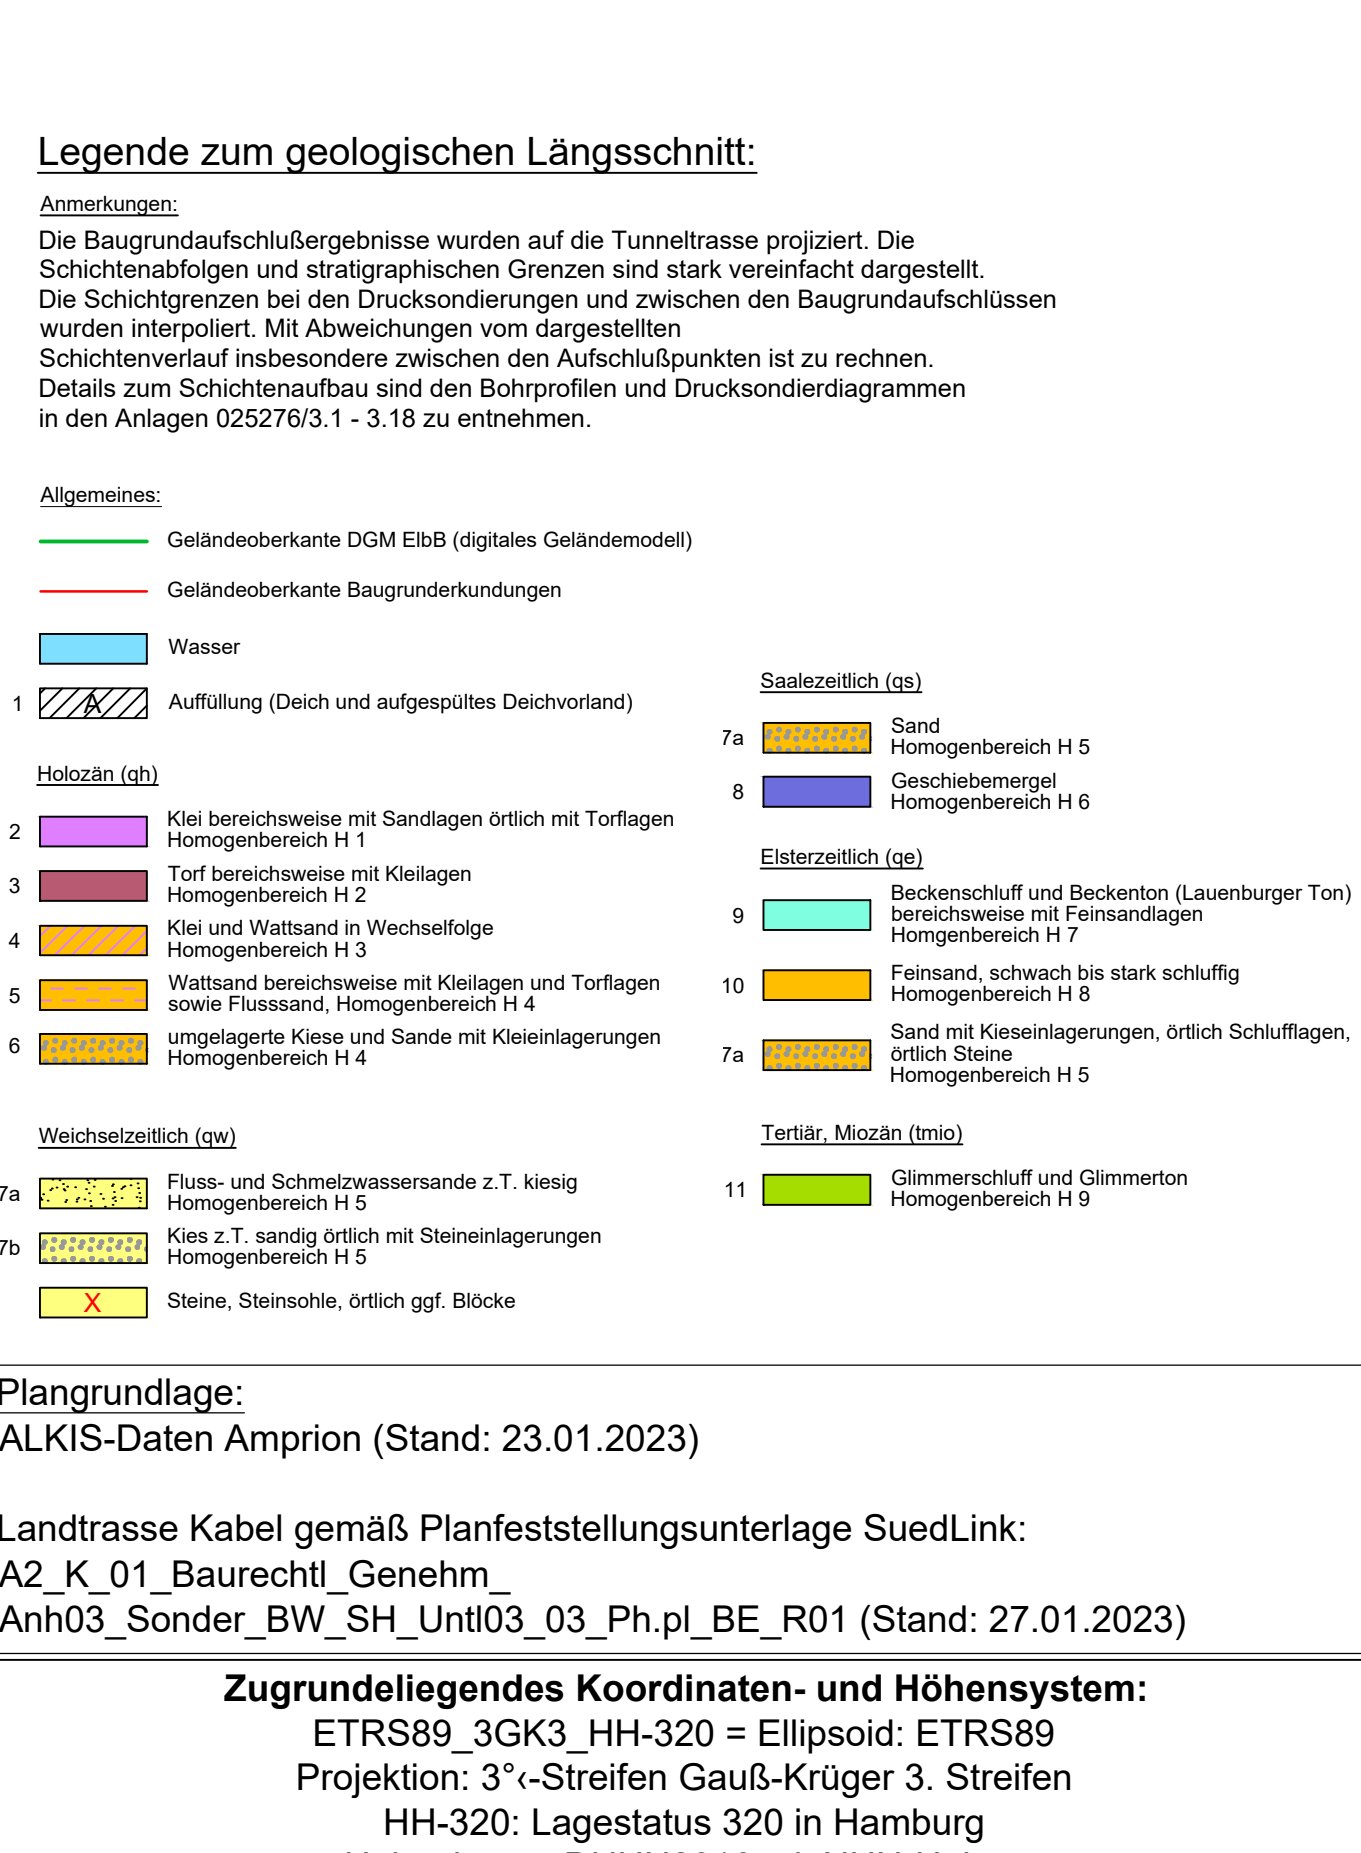 Legende zum geologischen Längsschnitt:
Anmerkungen:
Die Baugrundaufschlußergebnisse wurden auf die Tunneltrasse projiziert. Die
Schichtenabfolgen und stratigraphischen Grenzen sind stark vereinfacht dargestellt.
Die Schichtgrenzen bei den Drucksondierungen und zwischen den Baugrundaufschlüssen
wurden interpoliert. Mit Abweichungen vom dargestellten
Schichtenverlauf insbesondere zwischen den Aufschlußpunkten ist zu rechnen.
Details zum Schichtenaufbau sind den Bohrprofilen und Drucksondierdiagrammen
in den Anlagen 025276/3.1 - 3.18 zu entnehmen.
Allgemeines:
Geländeoberkante DGM ElbB (digitales Geländemodell)
Geländeoberkante Baugrunderkundungen
Wasser
1 A Auffüllung (Deich und aufgespültes Deichvorland)
Holozän (qh)
2 Klei bereichsweise mit Sandlagen örtlich mit Torflagen
Homogenbereich H 1
3 Torf bereichsweise mit Kleilagen
Homogenbereich H 2
4 Klei und Wattsand in Wechselfolge
Homogenbereich H 3
5 Wattsand bereichsweise mit Kleilagen und Torflagen
sowie Flusssand, Homogenbereich H 4
6 umgelagerte Kiese und Sande mit Kleieinlagerungen
Homogenbereich H 4
Weichselzeitlich (qw)
7a Fluss- und Schmelzwassersande z.T. kiesig
Homogenbereich H 5
7b Kies z.T. sandig örtlich mit Steineinlagerungen
Homogenbereich H 5
X Steine, Steinsohle, örtlich ggf. Blöcke
Saalezeitlich (qs)
7a Sand
Homogenbereich H 5
8 Geschiebemergel
Homogenbereich H 6
Elsterzeitlich (qe)
9 Beckenschluff und Beckenton (Lauenburger Ton)
bereichsweise mit Feinsandlagen
Homgenbereich H 7
10 Feinsand, schwach bis stark schluffig
Homogenbereich H 8
7a Sand mit Kieseinlagerungen, örtlich Schlufflagen,
örtlich Steine
Homogenbereich H 5
Tertiär, Miozän (tmio)
11 Glimmerschluff und Glimmerton
Homogenbereich H 9
Plangrundlage:
ALKIS-Daten Amprion (Stand: 23.01.2023)
Landtrasse Kabel gemäß Planfeststellungsunterlage SuedLink:
A2_K_01_Baurechtl_Genehm_
Anh03_Sonder_BW_SH_Untl03_03_Ph.pl_BE_R01 (Stand: 27.01.2023)
Zugrundeliegendes Koordinaten- und Höhensystem:
ETRS89_3GK3_HH-320 = Ellipsoid: ETRS89
Projektion: 3°‹-Streifen Gauß-Krüger 3. Streifen
HH-320: Lagestatus 320 in Hamburg